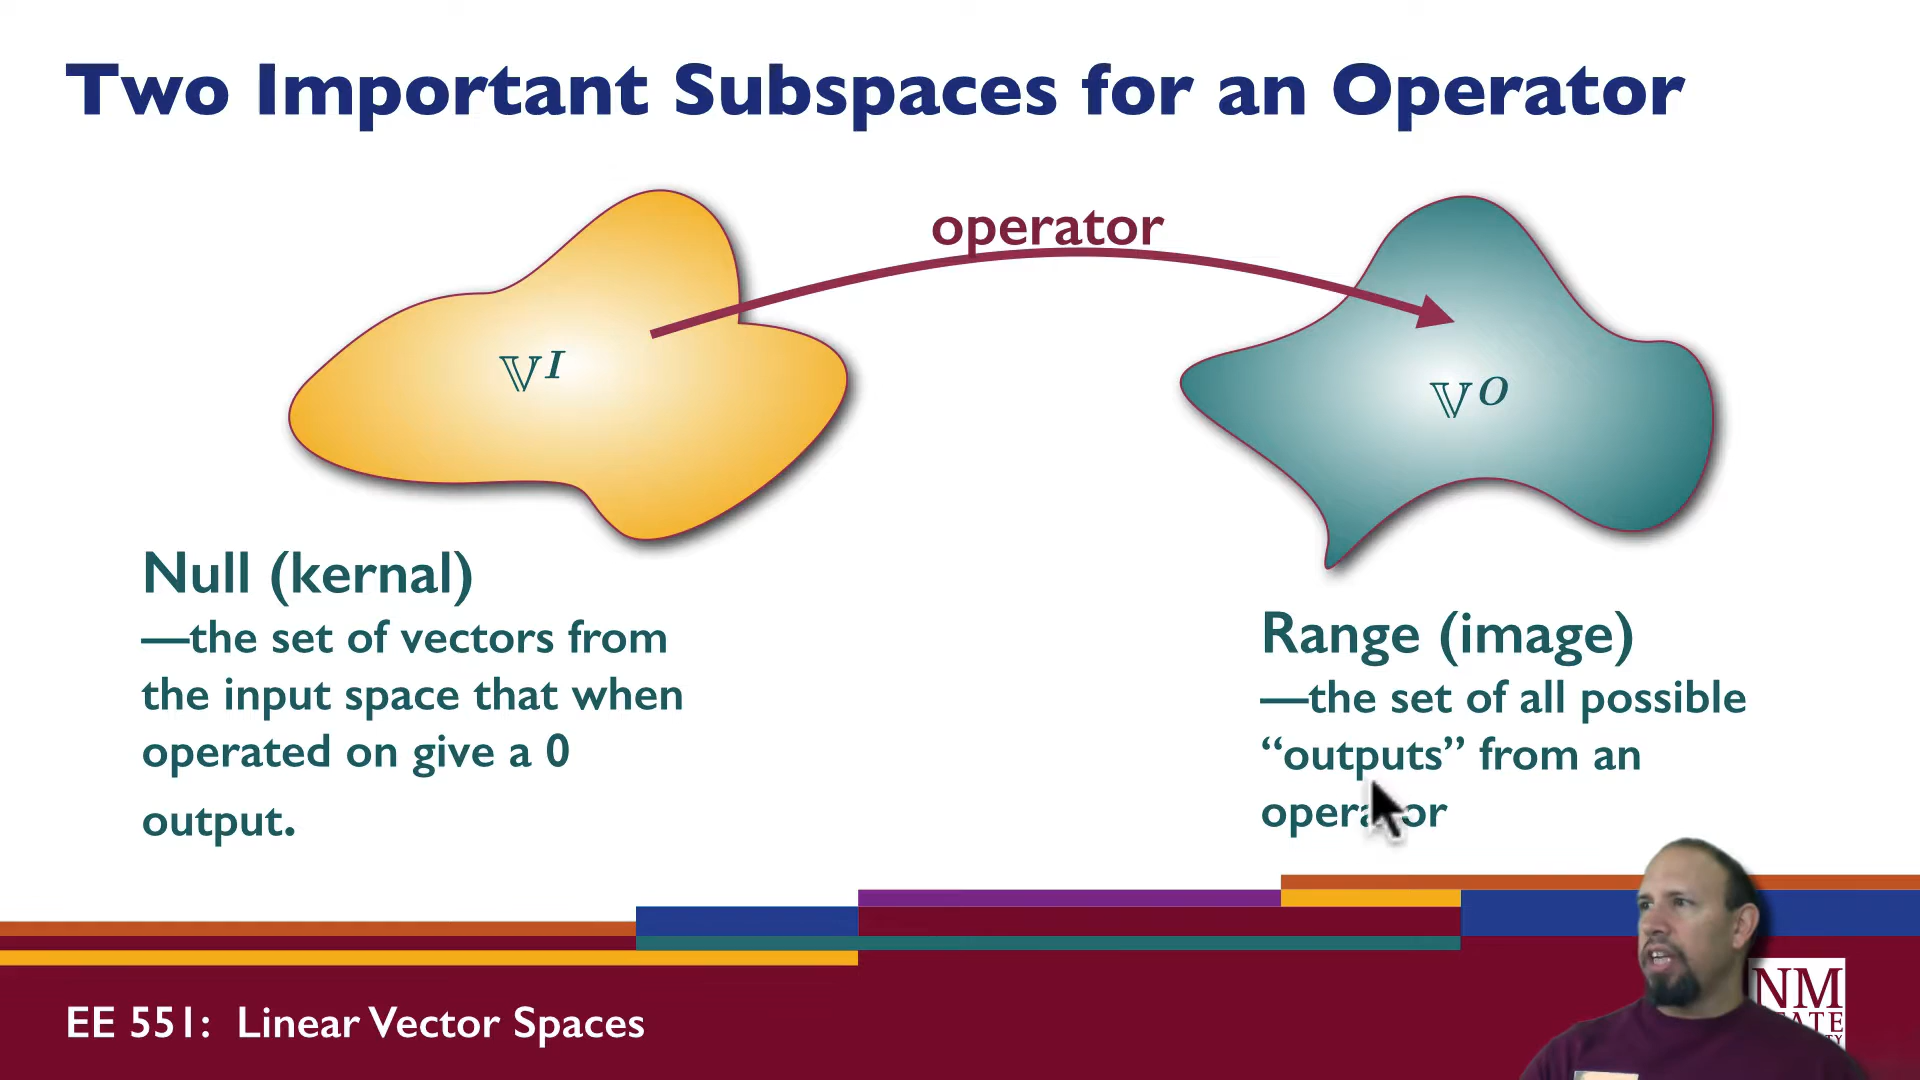 Two Important Subspaces for an Operator
operator
𝕍^I
𝕍^O
Null (kernal)
—the set of vectors from
the input space that when
operated on give a 0
output.
Range (image)
—the set of all possible
“outputs” from an
operator
EE 551: Linear Vector Spaces
NM